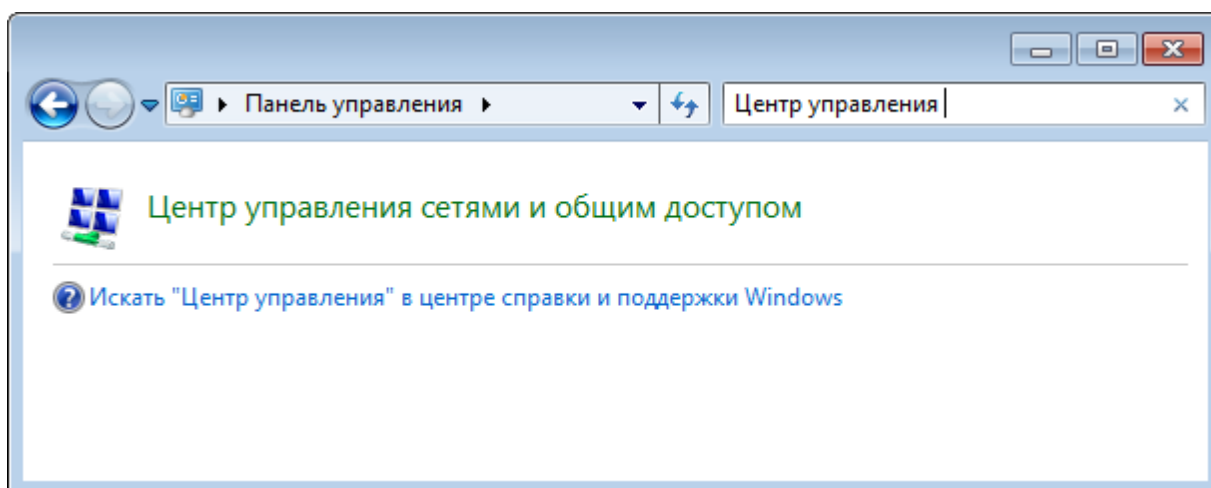 Панель управления
Центр управления
Центр управления сетями и общим доступом
Искать "Центр управления" в центре справки и поддержки Windows